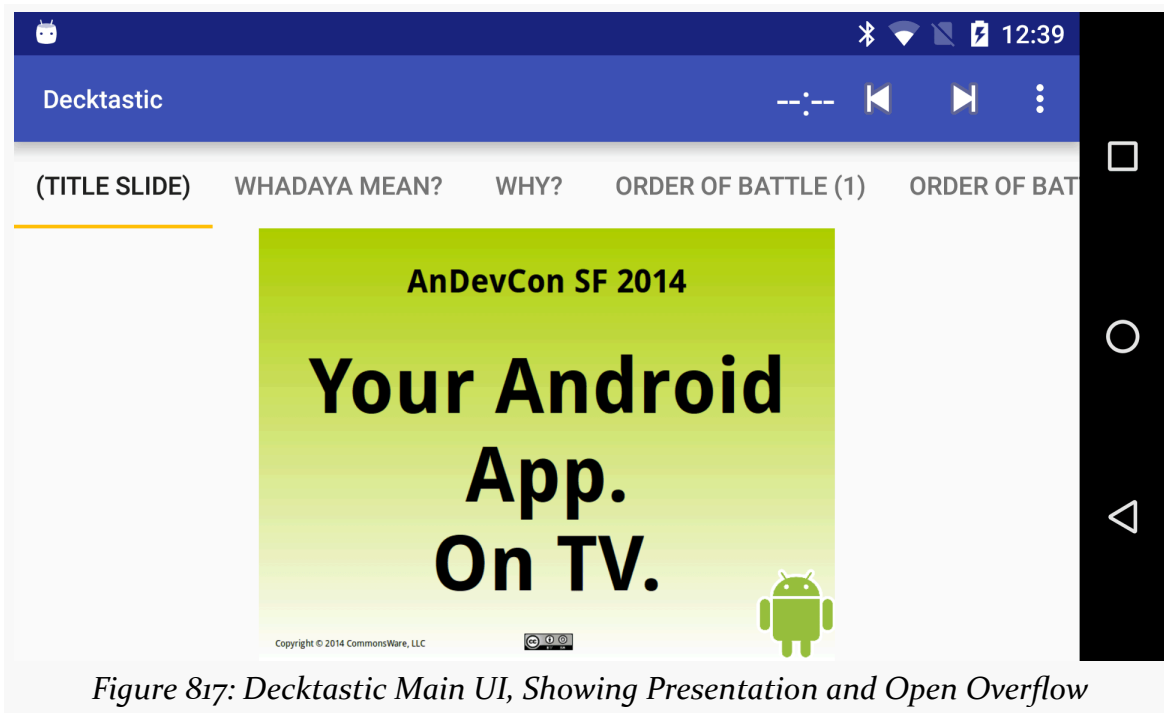 12:39
Decktastic --:--
(TITLE SLIDE) WHADAYA MEAN? WHY? ORDER OF BATTLE (1) ORDER OF BAT
AnDevCon SF 2014
Your Android
App.
On TV.
Copyright © 2014 CommonsWare, LLC
Figure 817: Decktastic Main UI, Showing Presentation and Open Overflow